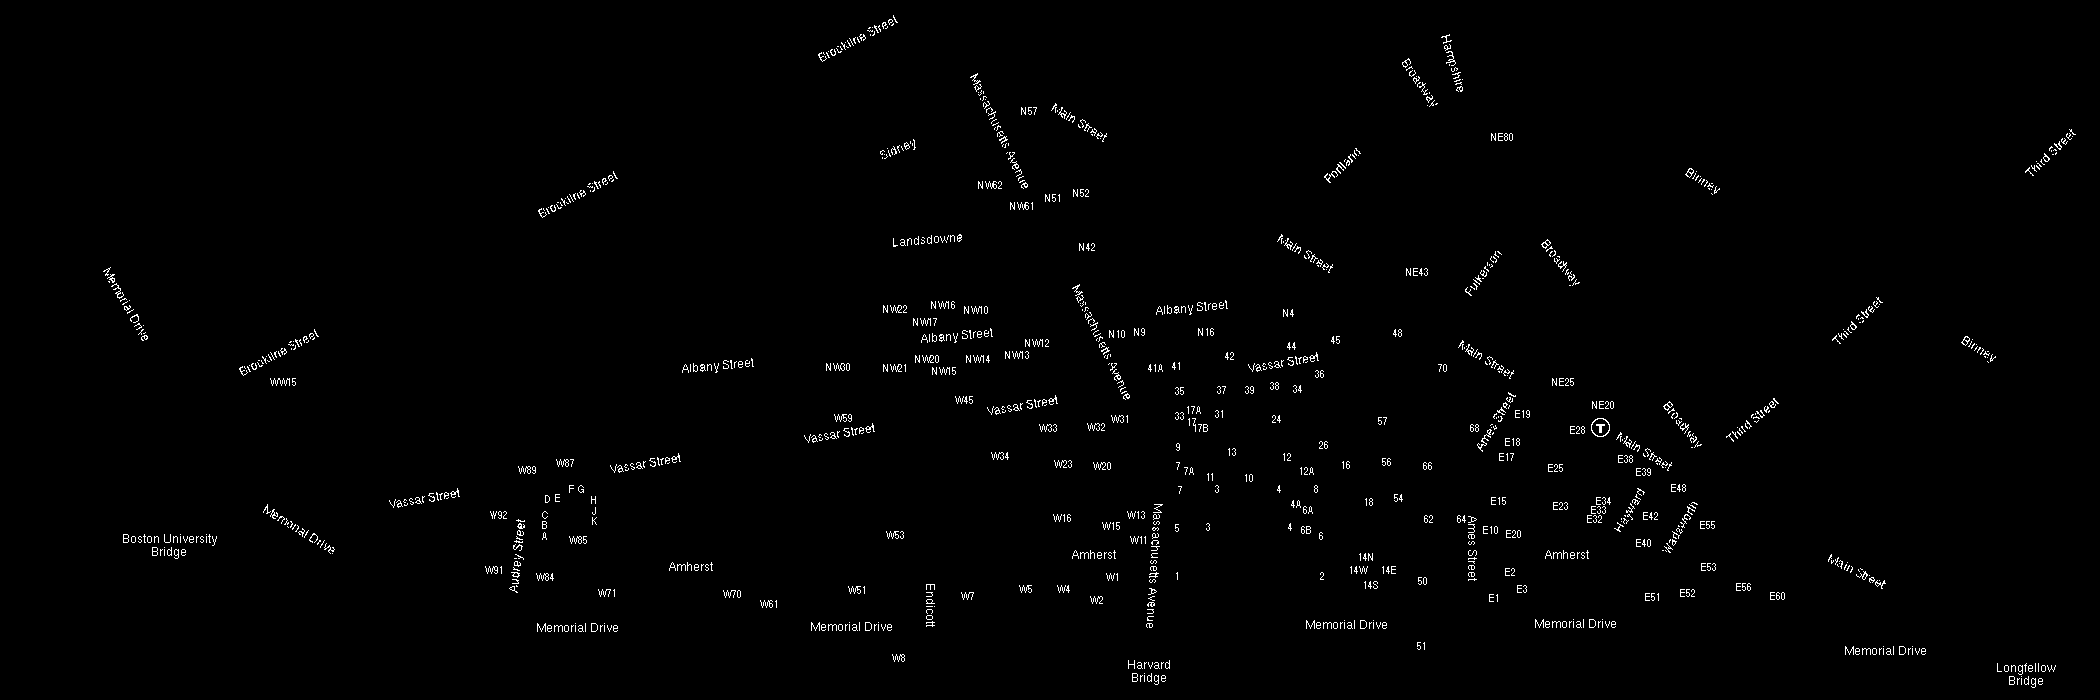 Brookline Street
Hampshire
Broadway
Massachusetts Avenue
N57
Main Street
NE80
Sidney
Portland
Third Street
Brookline Street
NW62
NW61
N51
N52
Binney
Landsdowne
N42
Main Street
NE43
Fulkerson
Broadway
Memorial Drive
NW22
NW16
NW10
NW17
Albany Street
Massachusetts Avenue
N10
N9
Albany Street
N16
N4
Third Street
Binney
Brookline Street
WW15
Albany Street
NW30
NW21
NW20
NW15
NW14
NW13
NW12
41A
41
42
Vassar Street
44
45
48
36
70
Main Street
NE25
35
37
39
38
34
NE20
W45
Vassar Street
W59
Vassar Street
W33
W32
W31
33
17A
17
17B
31
24
57
68
Ames Street
E19
E28
T
Main Street
Broadway
Third Street
W34
W23
W20
9
13
12
26
E18
E17
W89
W87
Vassar Street
7
7A
11
10
12A
16
56
66
E25
E38
E39
Vassar Street
D
E
F
G
H
J
K
C
B
A
W92
Audrey Street
W85
7
3
4
8
4A
6A
18
54
E15
E23
E34
E33
E32
Hayward
E48
E42
Wadsworth
E55
Boston University
Bridge
Memorial Drive
W53
W16
W15
W13
W11
Massachusetts Avenue
5
3
4
6B
6
62
64
Ames Street
E10
E20
E40
Amherst
W91
W84
Amherst
Amherst
14N
14W
14E
14S
E2
E3
E1
E53
Main Street
W71
W70
W61
W51
Endicott
W7
W5
W4
W1
W2
1
2
50
E51
E52
E56
E60
Memorial Drive
Memorial Drive
Memorial Drive
Memorial Drive
W8
51
Memorial Drive
Harvard
Bridge
Longfellow
Bridge